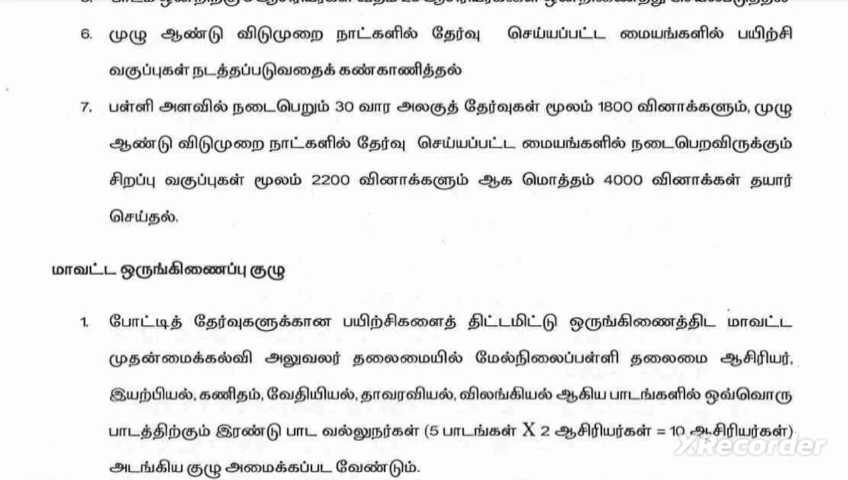 6. முழு ஆண்டு விடுமுறை நாட்களில் தேர்வு செய்யப்பட்ட மையங்களில் பயிற்சி
வகுப்புகள் நடத்தப்படுவதைக் கண்காணித்தல்
7. பள்ளி அளவில் நடைபெறும் 30 வார அலகுத் தேர்வுகள் மூலம் 1800 வினாக்களும், முழு
ஆண்டு விடுமுறை நாட்களில் தேர்வு செய்யப்பட்ட மையங்களில் நடைபெறவிருக்கும்
சிறப்பு வகுப்புகள் மூலம் 2200 வினாக்களும் ஆக மொத்தம் 4000 வினாக்கள் தயார்
செய்தல்.
மாவட்ட ஒருங்கிணைப்பு குழு
1. போட்டித் தேர்வுகளுக்கான பயிற்சிகளைத் திட்டமிட்டு ஒருங்கிணைத்திட மாவட்ட
முதன்மைக்கல்வி அலுவலர் தலைமையில் மேல்நிலைப்பள்ளி தலைமை ஆசிரியர்,
இயற்பியல், கணிதம், வேதியியல், தாவரவியல், விலங்கியல் ஆகிய பாடங்களில் ஒவ்வொரு
பாடத்திற்கும் இரண்டு பாட வல்லுநர்கள் (5 பாடங்கள் X 2 ஆசிரியர்கள் = 10 ஆசிரியர்கள்)
அடங்கிய குழு அமைக்கப்பட வேண்டும்.
XRecorder